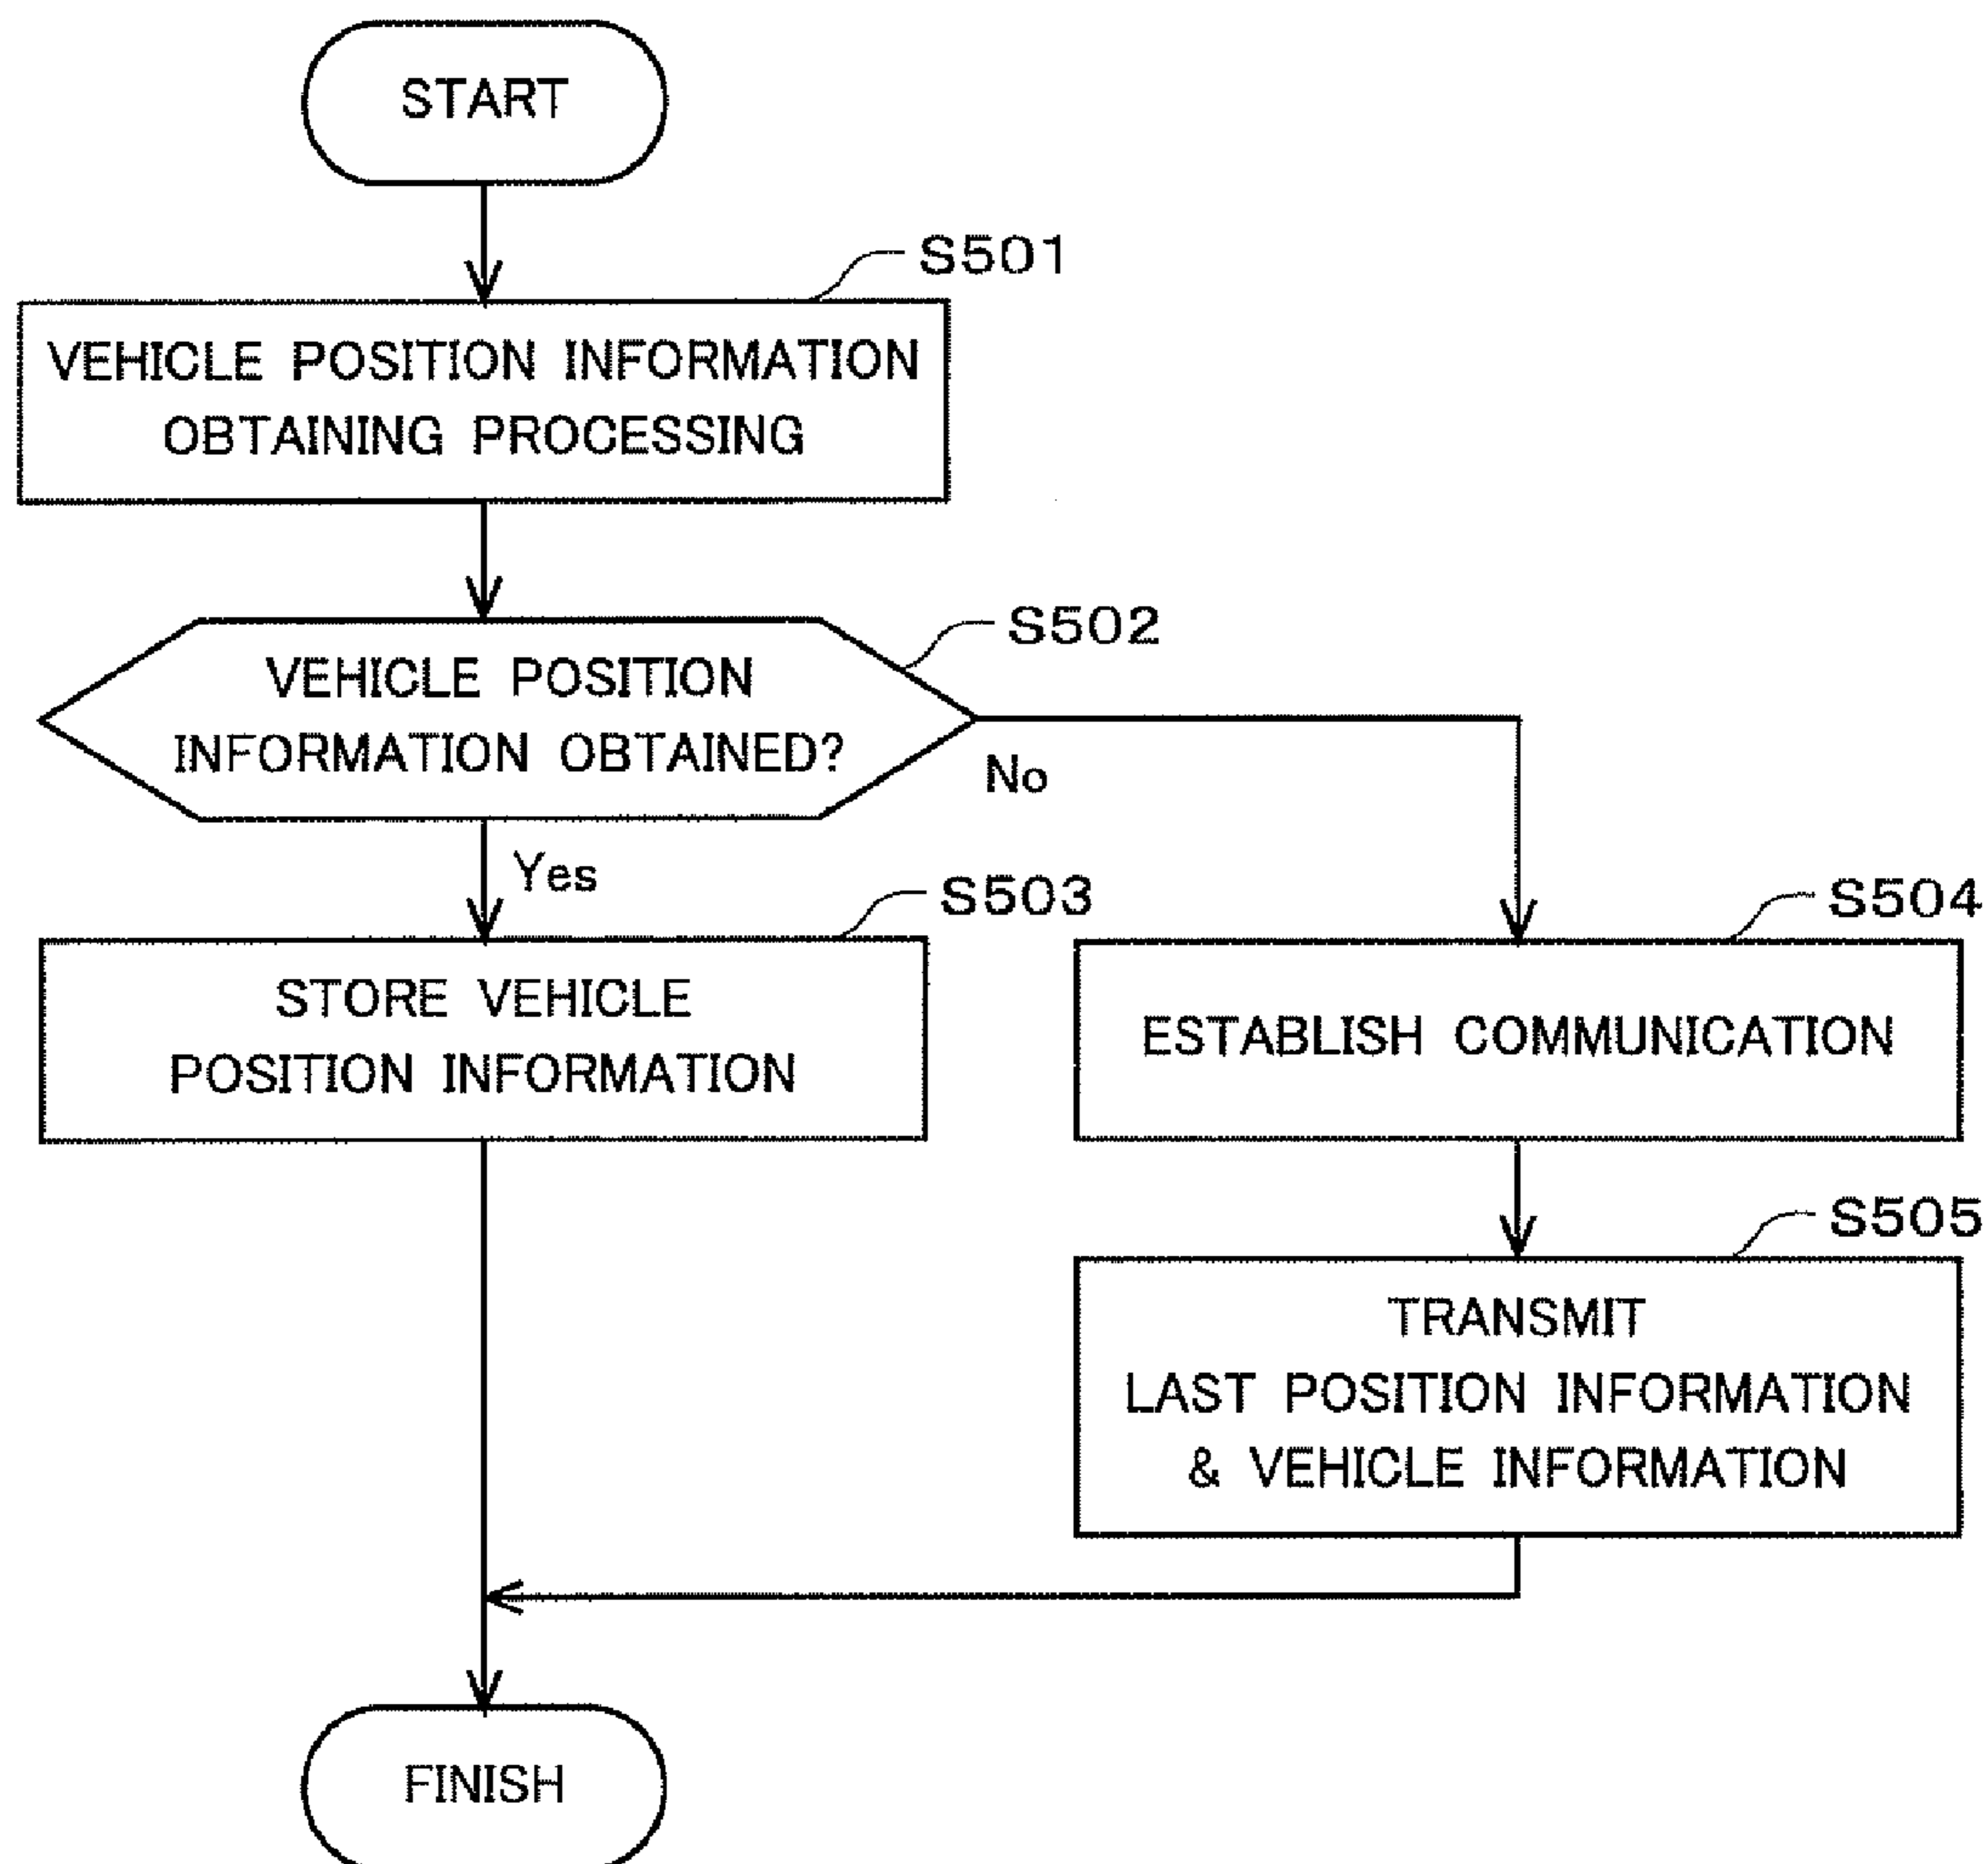 START
S501
VEHICLE POSITION INFORMATION
OBTAINING PROCESSING
S502
VEHICLE POSITION
INFORMATION OBTAINED?
No
Yes
S503
STORE VEHICLE
POSITION INFORMATION
S504
ESTABLISH COMMUNICATION
S505
TRANSMIT
LAST POSITION INFORMATION
& VEHICLE INFORMATION
FINISH